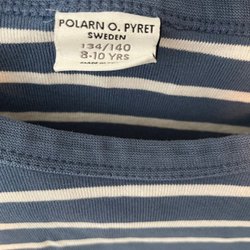 POLARN O. PYRET
SWEDEN
134/140
8-10 YRS